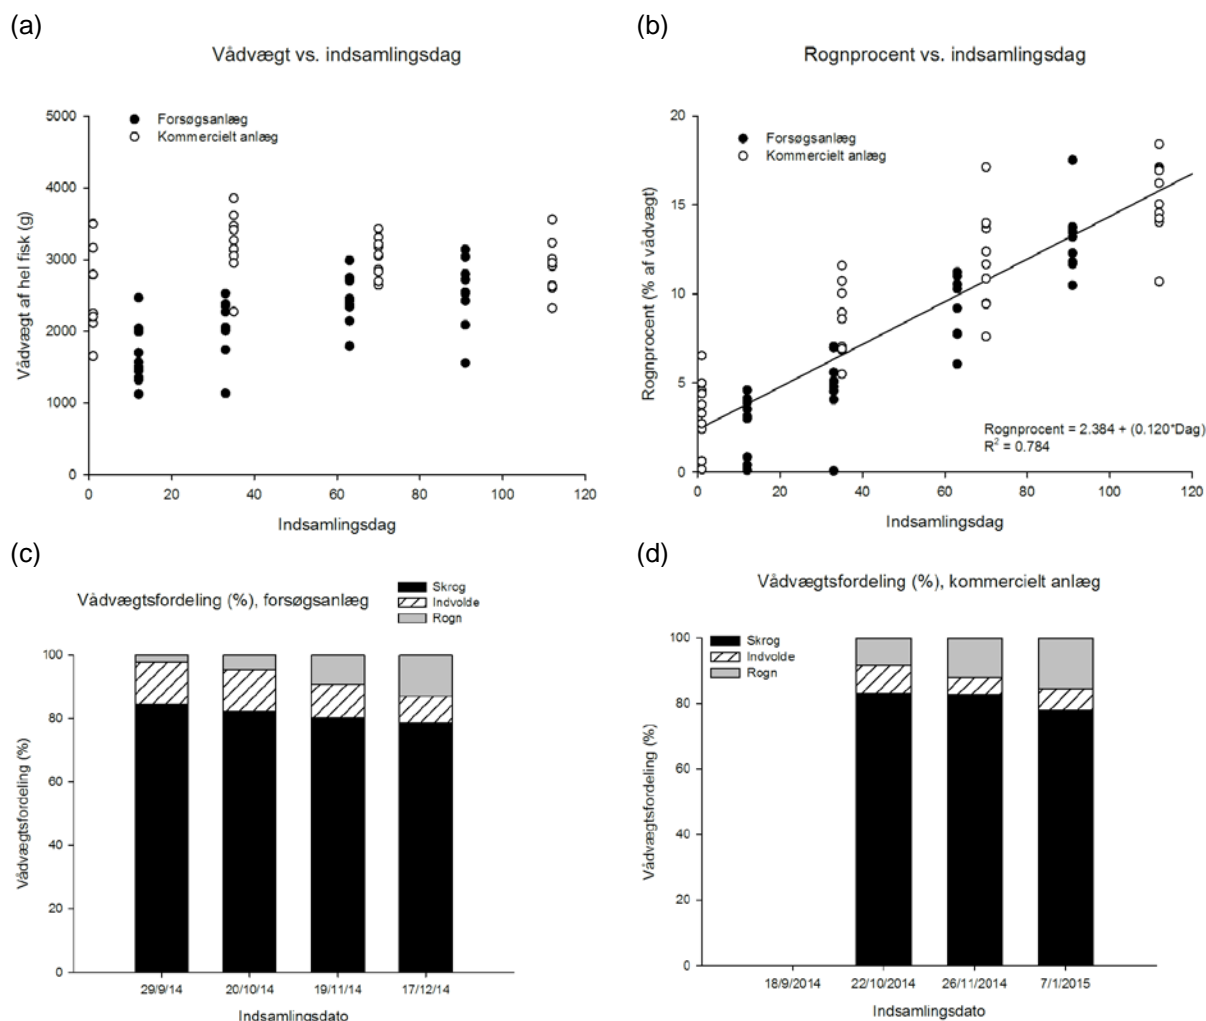 (a)
Vådvægt vs. indsamlingsdag
Forsøgsanlæg
Kommercielt anlæg
Vådvægt af hel fisk (g)
5000
4000
3000
2000
1000
0
0 20 40 60 80 100 120
Indsamlingsdag
(b)
Rognprocent vs. indsamlingsdag
Forsøgsanlæg
Kommercielt anlæg
Rognprocent (% af vådvægt)
20
15
10
5
0
Rognprocent = 2.384 + (0.120*Dag)
R² = 0.784
0 20 40 60 80 100 120
Indsamlingsdag
(c)
Vådvægtsfordeling (%), forsøgsanlæg
Skrog
Indvolde
Rogn
Vådvægtsfordeling (%)
100
80
60
40
20
0
29/9/14 20/10/14 19/11/14 17/12/14
Indsamlingsdato
(d)
Vådvægtsfordeling (%), kommercielt anlæg
Skrog
Indvolde
Rogn
Vådvægtsfordeling (%)
100
80
60
40
20
0
18/9/2014 22/10/2014 26/11/2014 7/1/2015
Indsamlingsdato